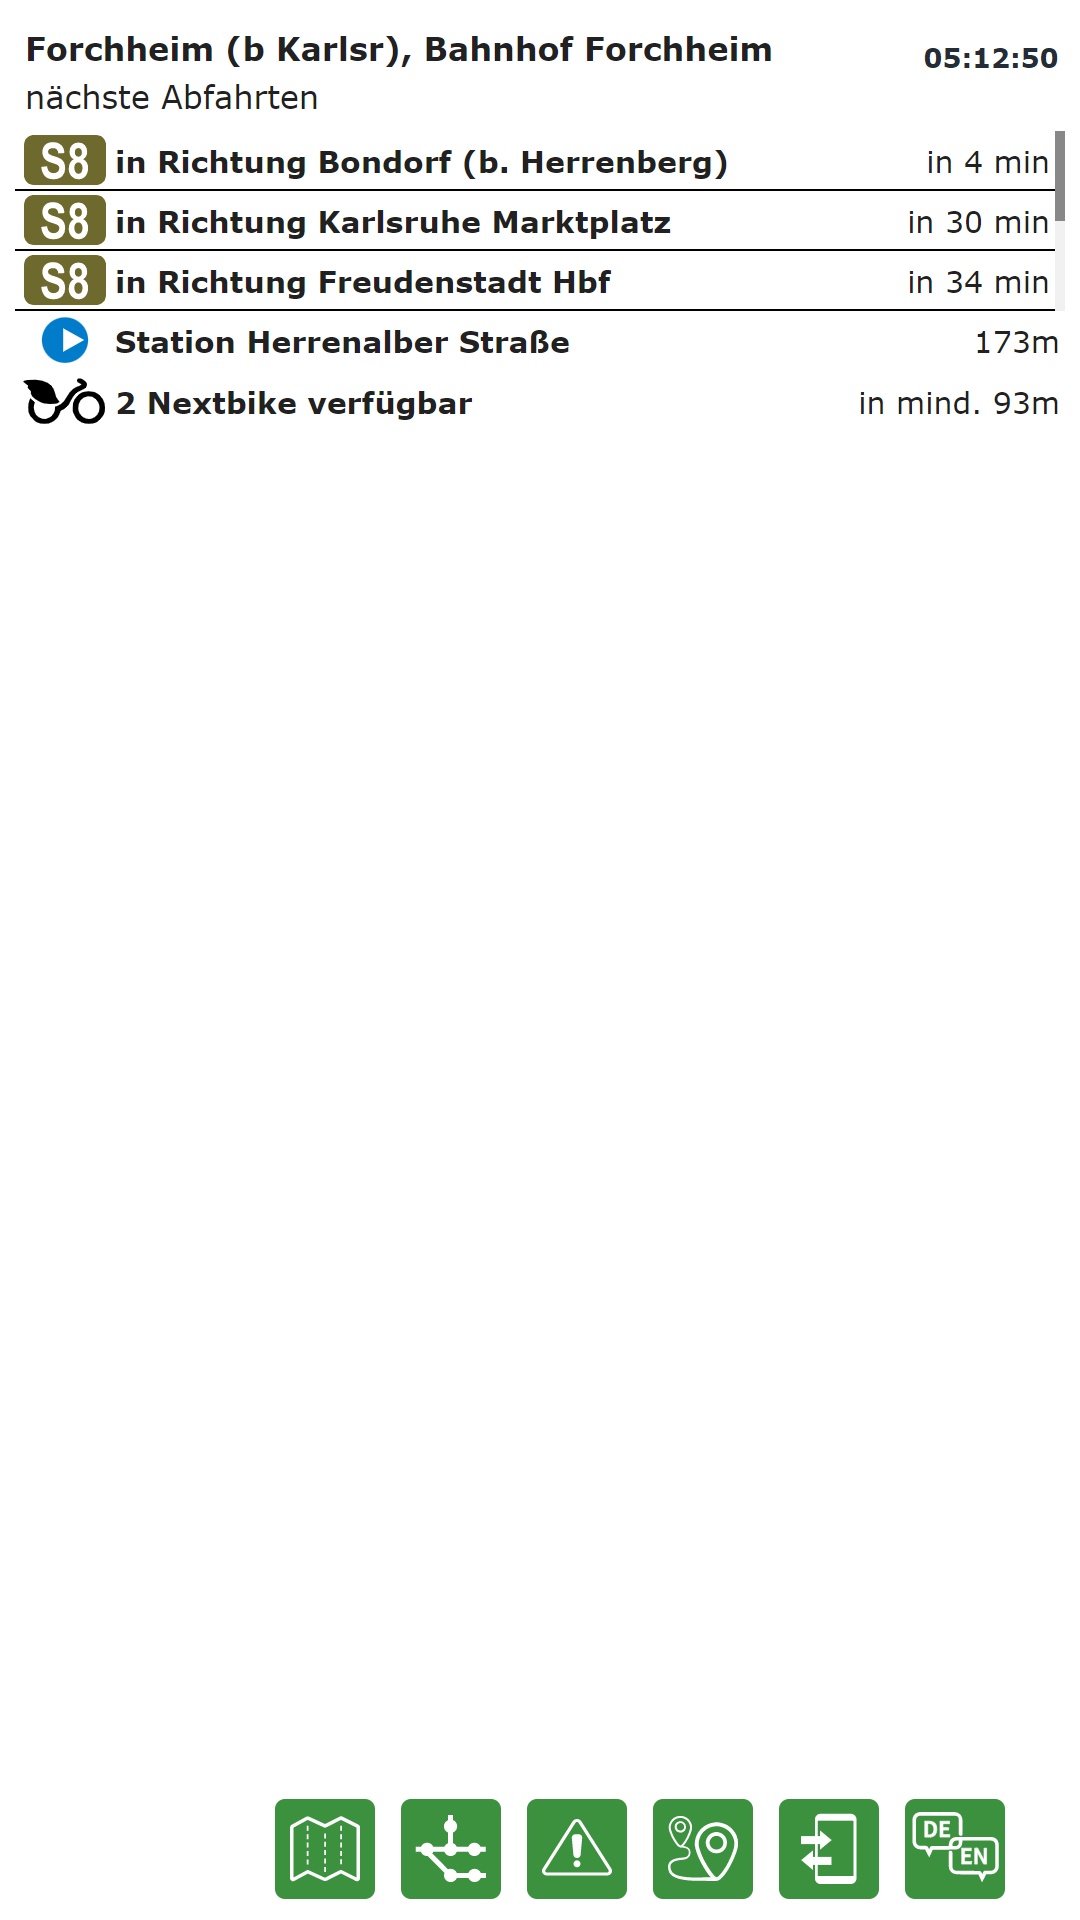 Forchheim (b Karlsr), Bahnhof Forchheim 05:12:50
nächste Abfahrten
S8 in Richtung Bondorf (b. Herrenberg) in 4 min
S8 in Richtung Karlsruhe Marktplatz in 30 min
S8 in Richtung Freudenstadt Hbf in 34 min
Station Herrenalber Straße 173m
2 Nextbike verfügbar in mind. 93m
DE
EN